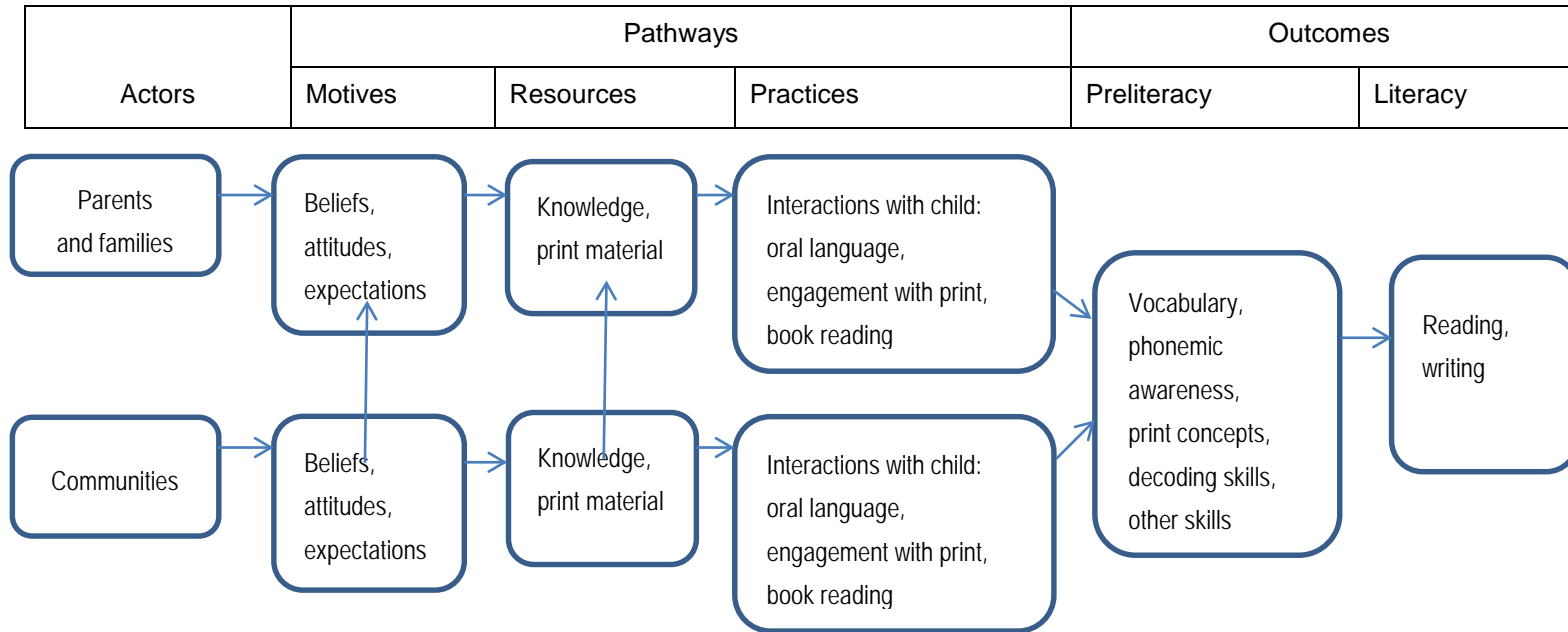 Pathways
Outcomes
Actors
Motives
Resources
Practices
Preliteracy
Literacy
Parents
and families
Beliefs,
attitudes,
expectations
Knowledge,
print material
Interactions with child:
oral language,
engagement with print,
book reading
Vocabulary,
phonemic
awareness,
print concepts,
decoding skills,
other skills
Reading,
writing
Communities
Beliefs,
attitudes,
expectations
Knowledge,
print material
Interactions with child:
oral language,
engagement with print,
book reading